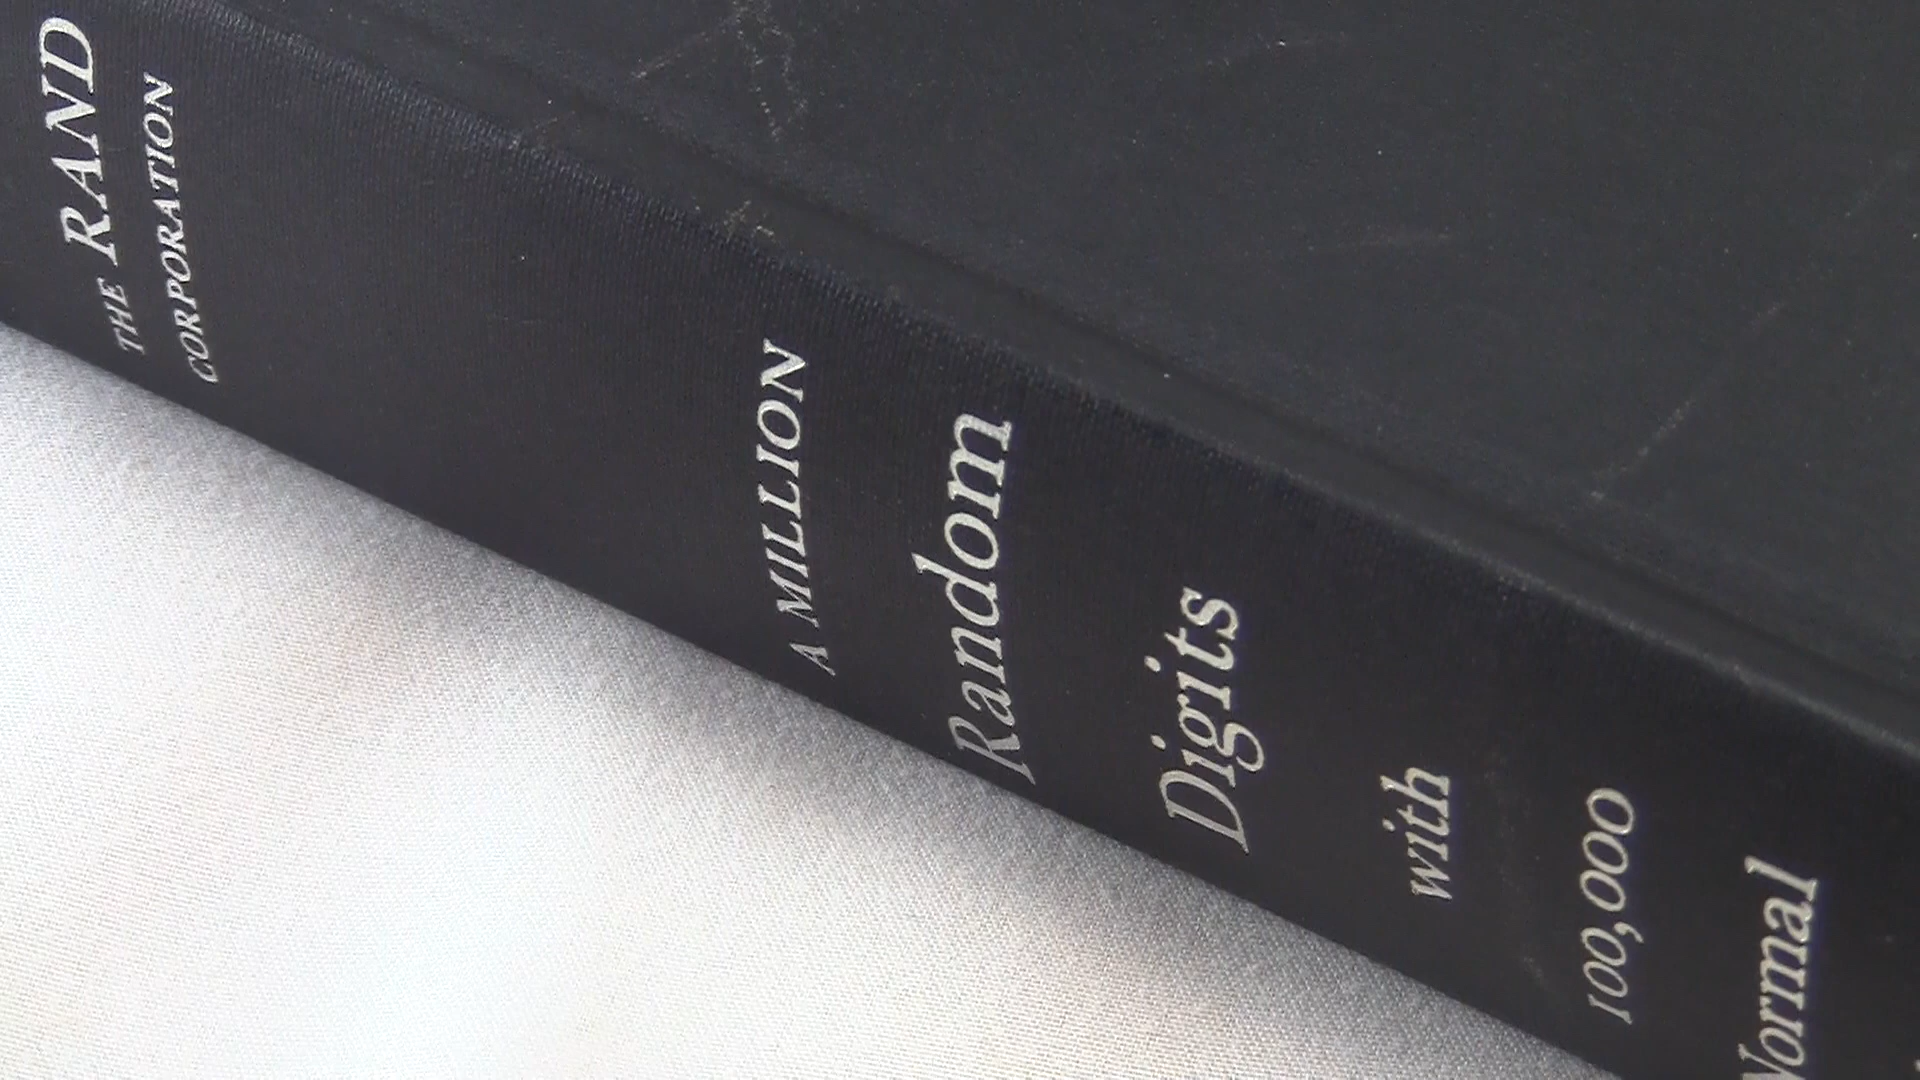 THE RAND
CORPORATION
A MILLION
Random
Digits
with
100,000
Normal